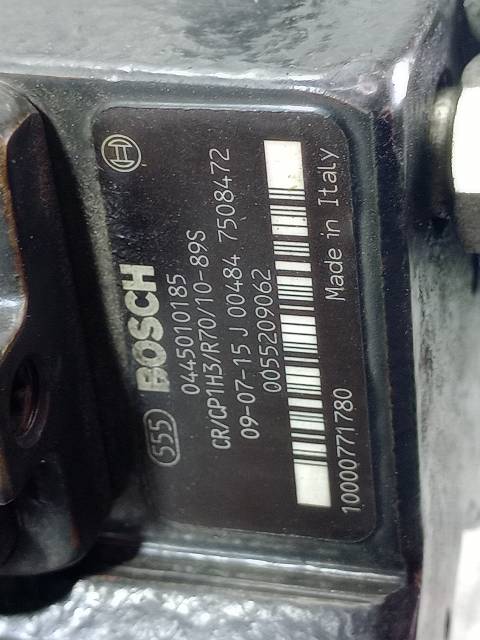 555 BOSCH
0445010185
CR/CP1H3/R70/10-89S
09-07-15 J 00484 7508472
0055209062
10000771780 Made in Italy